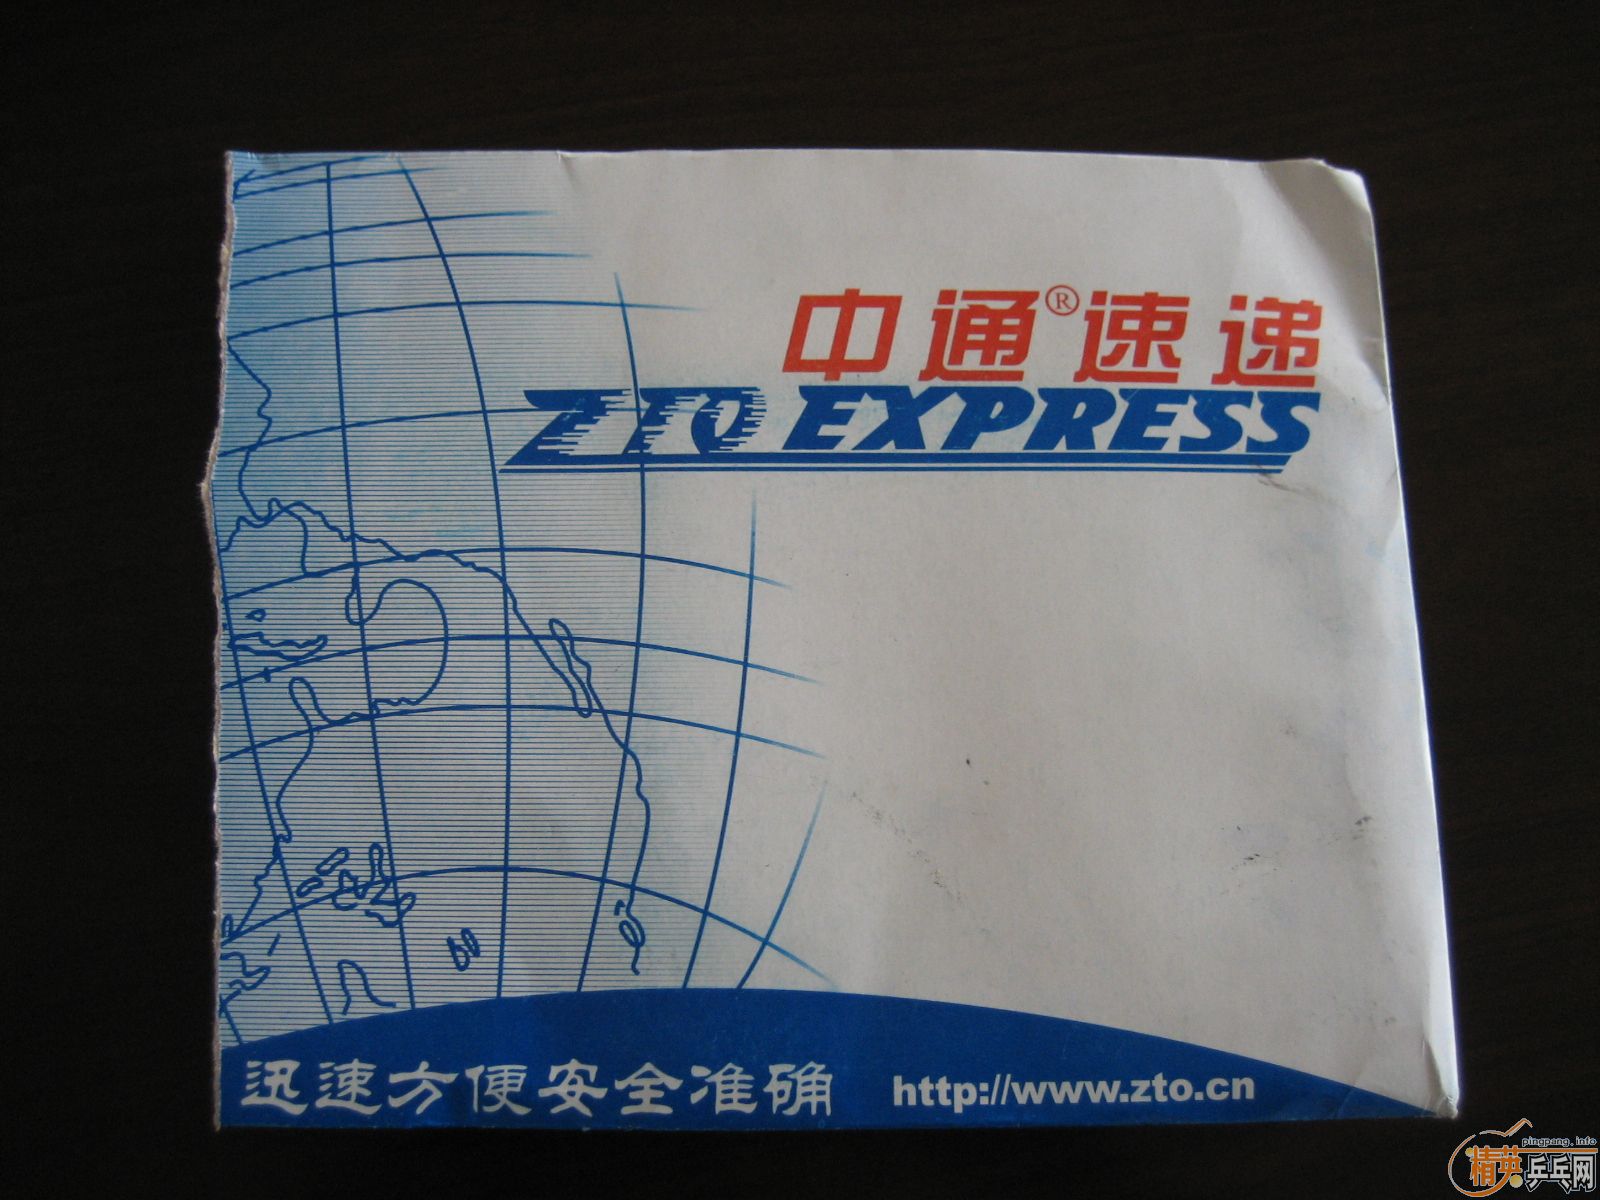 中通®速递
ZTO EXPRESS
迅速方便安全准确 http://www.zto.cn
pingpang.info
精英乒乓网